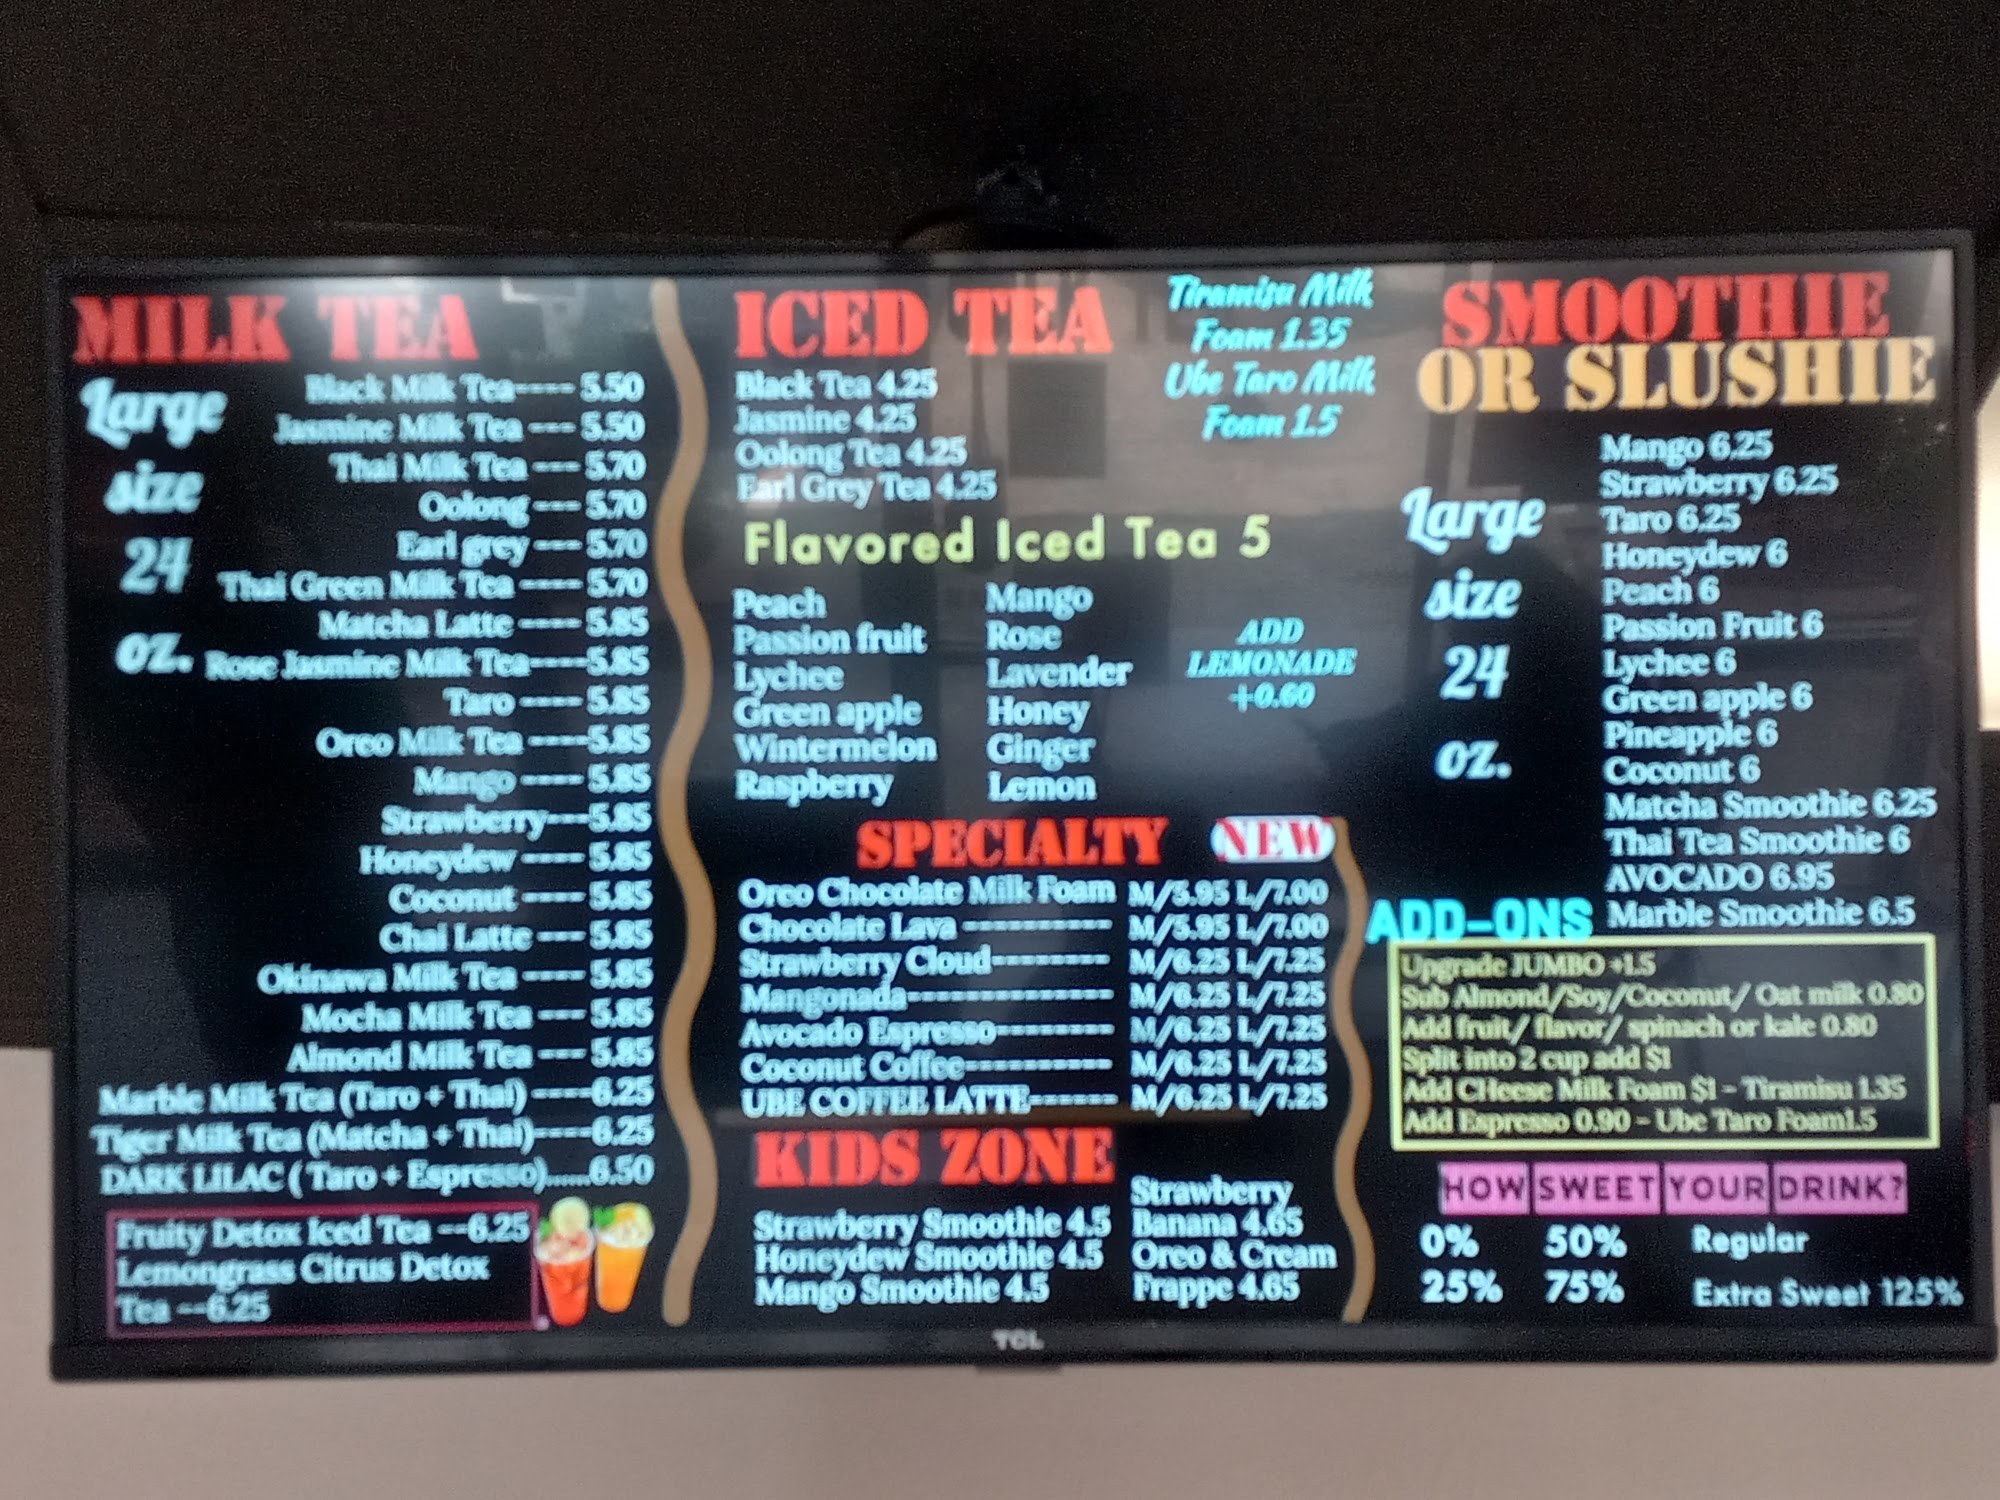 MILK TEA
Large
size
24
oz.
Black Milk Tea---- 5.50
Jasmine Milk Tea --- 5.50
Thai Milk Tea --- 5.70
Oolong --- 5.70
Earl grey --- 5.70
Thai Green Milk Tea ---- 5.70
Matcha Latte ---- 5.85
Rose Jasmine Milk Tea----5.85
Taro --- 5.85
Oreo Milk Tea ----5.85
Mango ---- 5.85
Strawberry---5.85
Honeydew ---- 5.85
Coconut --- 5.85
Chai Latte --- 5.85
Okinawa Milk Tea --- 5.85
Mocha Milk Tea --- 5.85
Almond Milk Tea --- 5.85
Marble Milk Tea (Taro + Thai) ----6.25
Tiger Milk Tea (Matcha + Thai)----6.25
DARK LILAC ( Taro + Espresso)......6.50
Fruity Detox Iced Tea --6.25
Lemongrass Citrus Detox
Tea --6.25
ICED TEA
Black Tea 4.25
Jasmine 4.25
Oolong Tea 4.25
Earl Grey Tea 4.25
Tiramisu Milk
Foam 1.35
Ube Taro Milk
Foam 1.5
Flavored Iced Tea 5
Peach
Passion fruit
Lychee
Green apple
Wintermelon
Raspberry
Mango
Rose
Lavender
Honey
Ginger
Lemon
ADD
LEMONADE
+0.60
SPECIALTY NEW
Oreo Chocolate Milk Foam M/5.95 L/7.00
Chocolate Lava ------------ M/5.95 L/7.00
Strawberry Cloud--------- M/6.25 L/7.25
Mangonada---------------- M/6.25 L/7.25
Avocado Espresso--------- M/6.25 L/7.25
Coconut Coffee------------ M/6.25 L/7.25
UBE COFFEE LATTE------- M/6.25 L/7.25
KIDS ZONE
Strawberry Smoothie 4.5
Honeydew Smoothie 4.5
Mango Smoothie 4.5
Strawberry
Banana 4.65
Oreo & Cream
Frappe 4.65
SMOOTHIE
OR SLUSHIE
Large
size
24
oz.
Mango 6.25
Strawberry 6.25
Taro 6.25
Honeydew 6
Peach 6
Passion Fruit 6
Lychee 6
Green apple 6
Pineapple 6
Coconut 6
Matcha Smoothie 6.25
Thai Tea Smoothie 6
AVOCADO 6.95
Marble Smoothie 6.5
ADD-ONS
Upgrade JUMBO +1.5
Sub Almond/Soy/Coconut/ Oat milk 0.80
Add fruit/ flavor/ spinach or kale 0.80
Split into 2 cup add $1
Add CHeese Milk Foam $1 - Tiramisu 1.35
Add Espresso 0.90 - Ube Taro Foam1.5
HOW SWEET YOUR DRINK?
0% 50% Regular
25% 75% Extra Sweet 125%
TCL